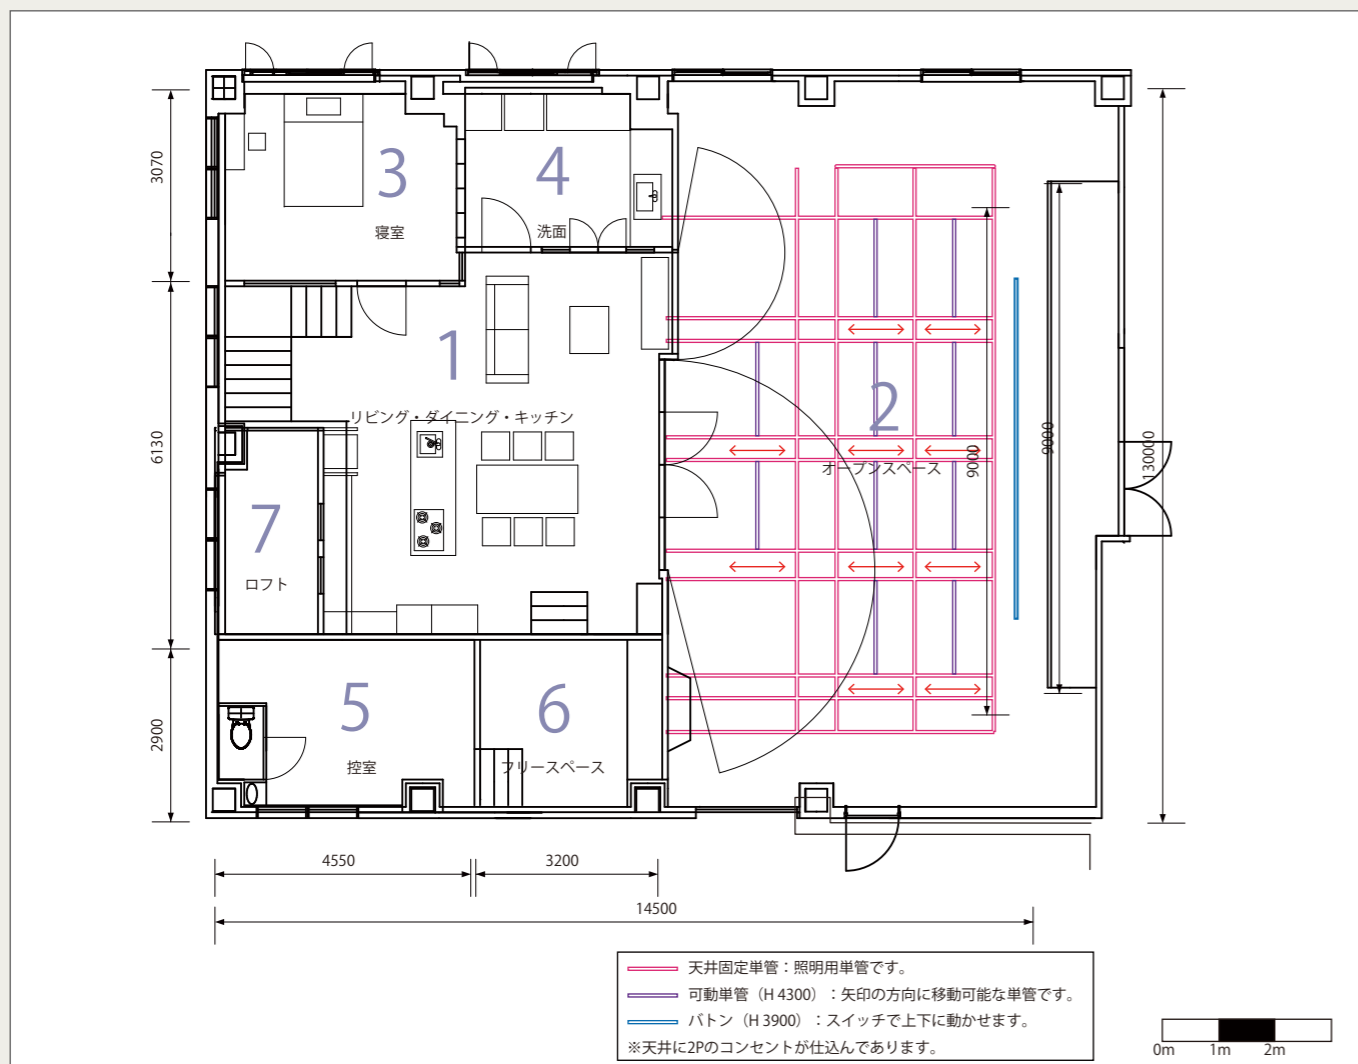 3070
6130
2900
3
寝室
4
洗面
1
リビング・ダイニング・キッチン
2
オープンスペース
9000
9000
130000
7
ロフト
5
控室
6
フリースペース
4550
3200
14500
天井固定単管：照明用単管です。
可動単管（H 4300）：矢印の方向に移動可能な単管です。
バトン（H 3900）：スイッチで上下に動かせます。
※天井に2Pのコンセントが仕込んであります。
0m 1m 2m